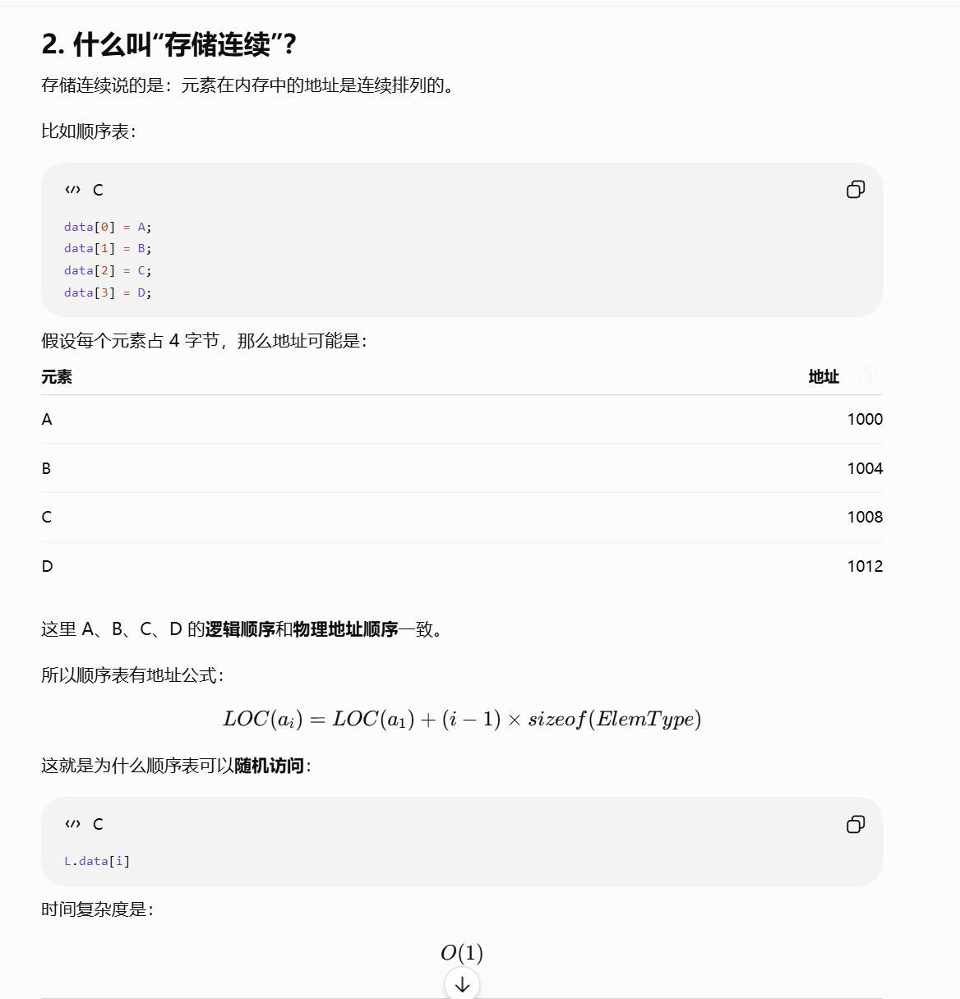 2. 什么叫“存储连续”？
存储连续说的是：元素在内存中的地址是连续排列的。
比如顺序表：
C
data[0] = A;
data[1] = B;
data[2] = C;
data[3] = D;
假设每个元素占 4 字节，那么地址可能是：
元素 地址
A 1000
B 1004
C 1008
D 1012
这里 A、B、C、D 的逻辑顺序和物理地址顺序一致。
所以顺序表有地址公式：
LOC(a_i) = LOC(a_1) + (i − 1) × sizeof(ElemType)
这就是为什么顺序表可以随机访问：
C
L.data[i]
时间复杂度是：
O(1)